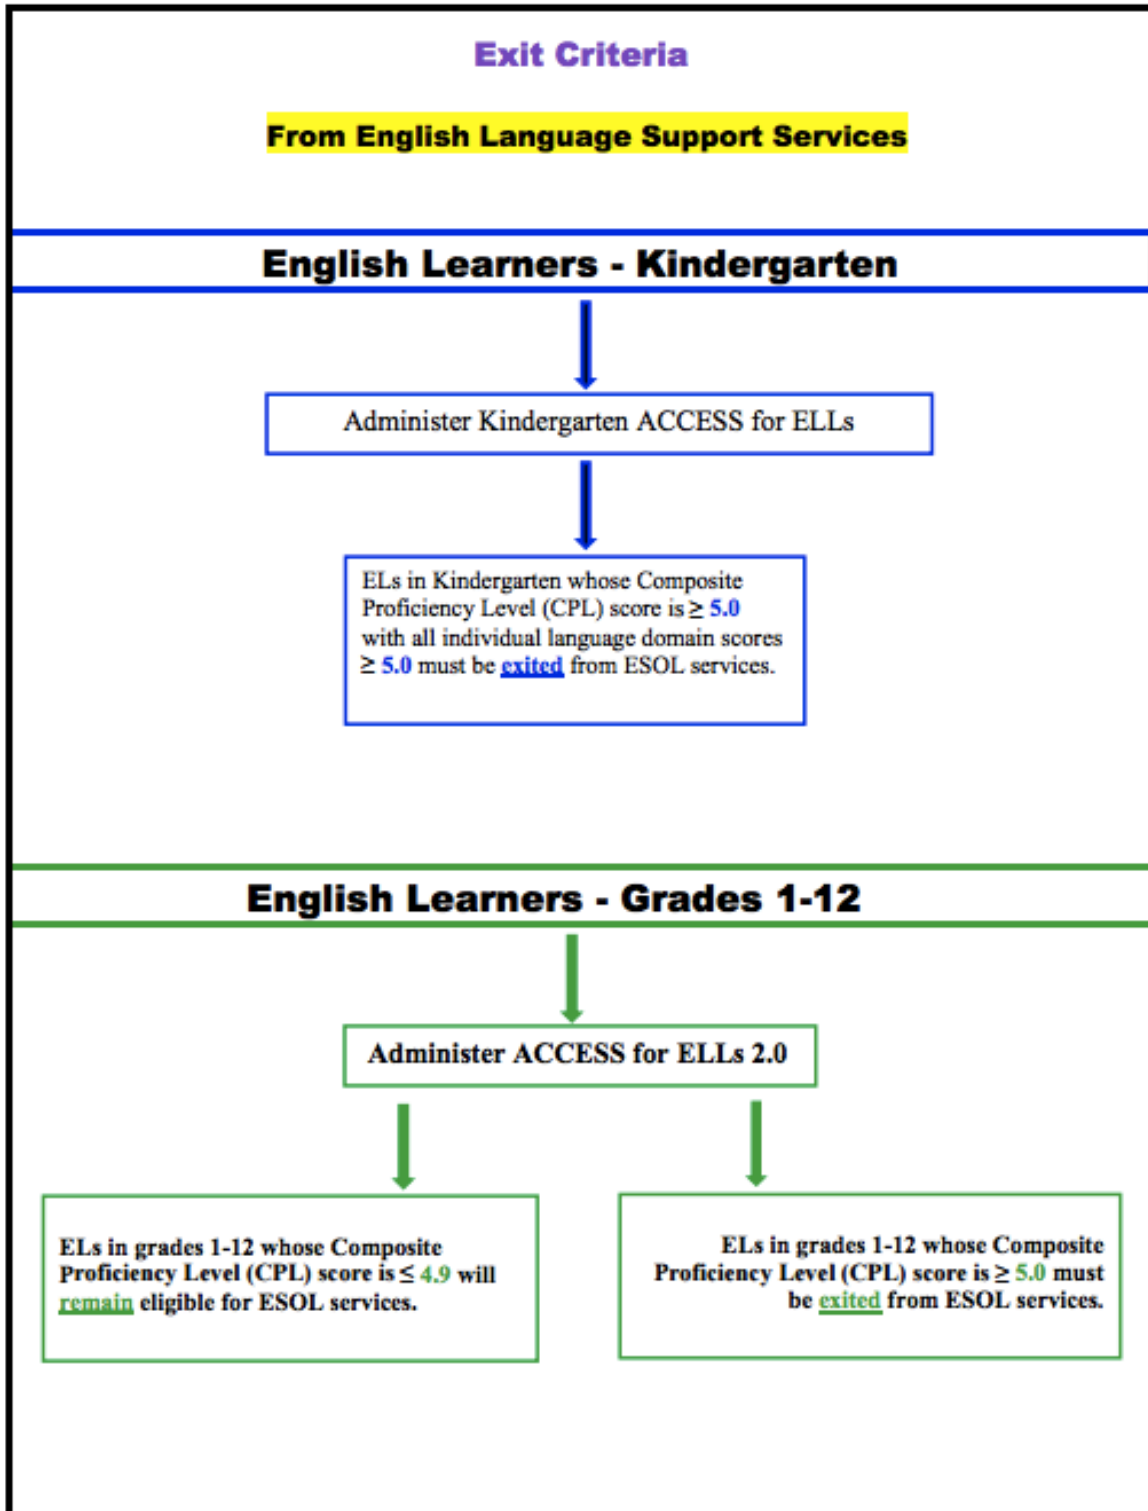 Exit Criteria
From English Language Support Services
English Learners - Kindergarten
Administer Kindergarten ACCESS for ELLs
ELs in Kindergarten whose Composite
Proficiency Level (CPL) score is ≥ 5.0
with all individual language domain scores
≥ 5.0 must be exited from ESOL services.
English Learners - Grades 1-12
Administer ACCESS for ELLs 2.0
ELs in grades 1-12 whose Composite
Proficiency Level (CPL) score is ≤ 4.9 will
remain eligible for ESOL services.
ELs in grades 1-12 whose Composite
Proficiency Level (CPL) score is ≥ 5.0 must
be exited from ESOL services.